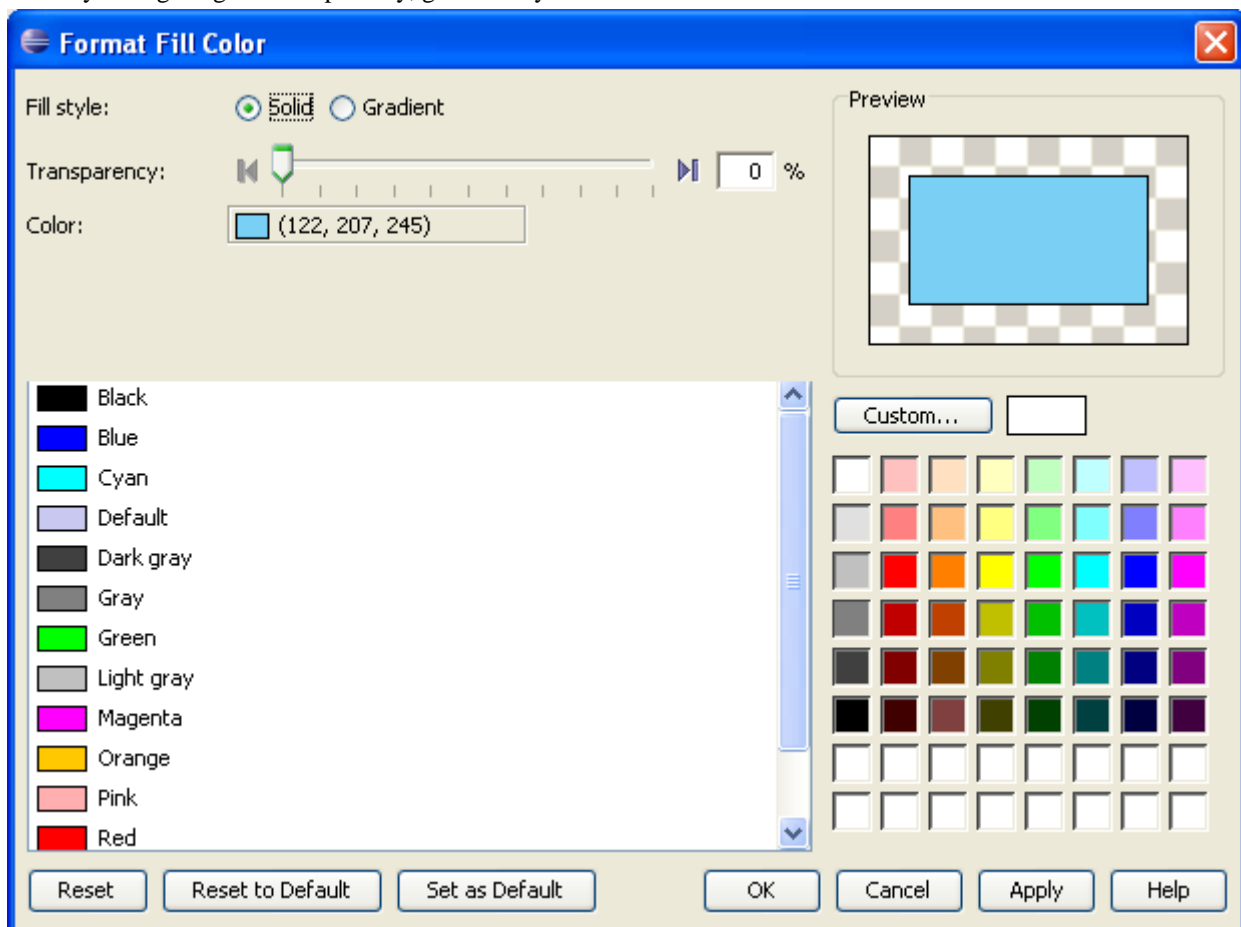 Format Fill Color
Fill style: Solid Gradient
Preview
Transparency: 0 %
Color: (122, 207, 245)
Black
Blue
Cyan
Default
Dark gray
Gray
Green
Light gray
Magenta
Orange
Pink
Red
Custom...
Reset Reset to Default Set as Default OK Cancel Apply Help